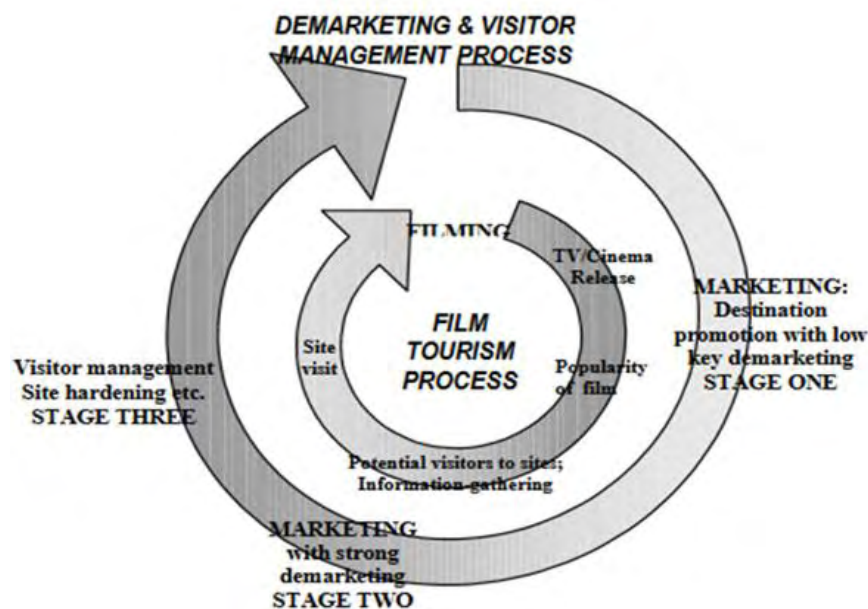 DEMARKETING & VISITOR
MANAGEMENT PROCESS
FILMING
TV/Cinema
Release
MARKETING:
Destination
promotion with low
key demarketing
STAGE ONE
FILM
TOURISM
PROCESS
Site
visit
Popularity
of film
Visitor management
Site hardening etc.
STAGE THREE
Potential visitors to sites;
Information-gathering
MARKETING
with strong
demarketing
STAGE TWO